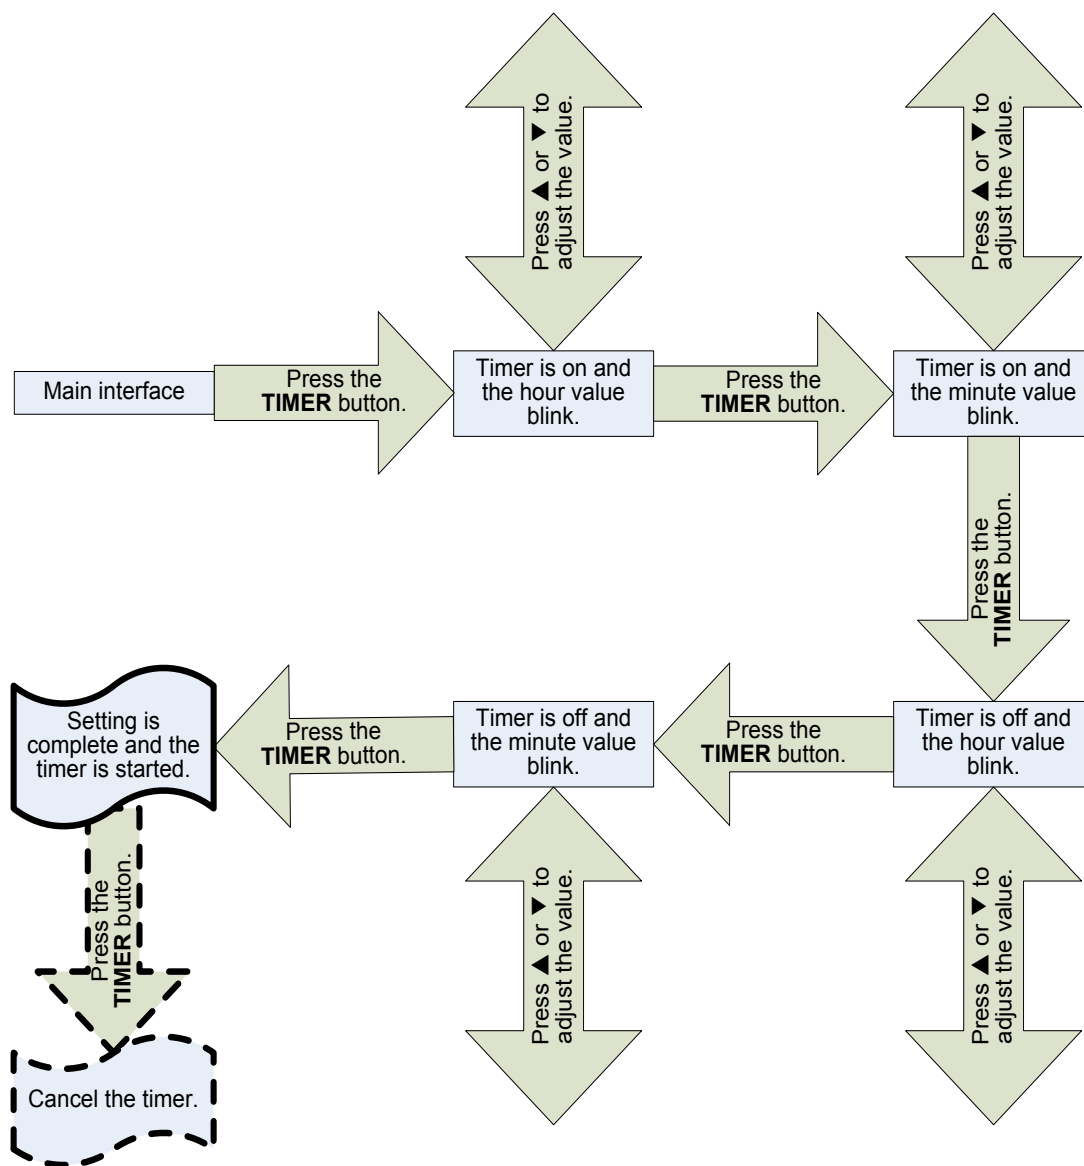 Press ▲ or ▼ to
adjust the value.
Press ▲ or ▼ to
adjust the value.
Main interface
Press the
TIMER button.
Timer is on and
the hour value
blink.
Press the
TIMER button.
Timer is on and
the minute value
blink.
Press the
TIMER button.
Timer is off and
the hour value
blink.
Press the
TIMER button.
Timer is off and
the minute value
blink.
Press the
TIMER button.
Setting is
complete and the
timer is started.
Press ▲ or ▼ to
adjust the value.
Press ▲ or ▼ to
adjust the value.
Press the
TIMER button.
Cancel the timer.